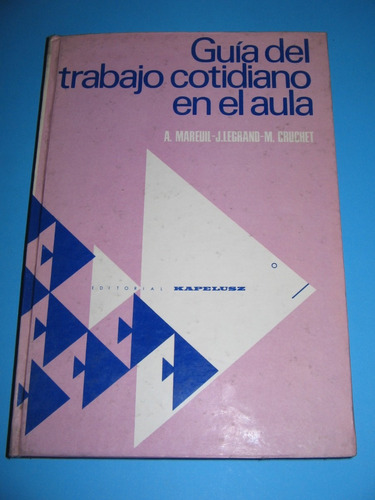 Guía del
trabajo cotidiano
en el aula
A. MAREUIL-J.LEGRAND-M. CRUCHET
EDITORIAL KAPELUSZ